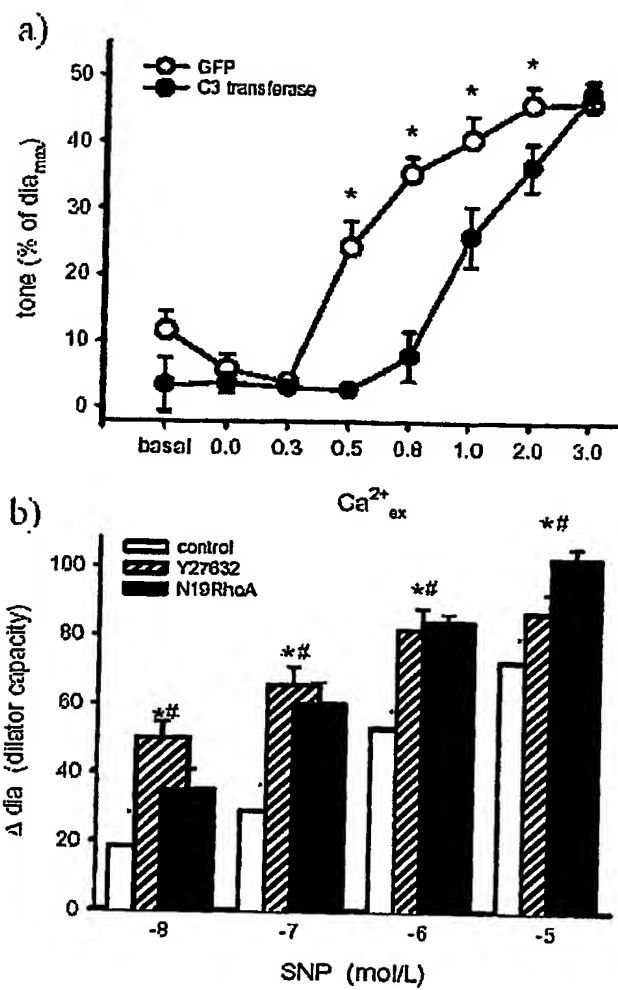 a)
GFP
C3 transferase
* * * * 
tone (% of dia_max)
50
40
30
20
10
0
basal 0.0 0.3 0.5 0.8 1.0 2.0 3.0
Ca²⁺ex
b)
control
Y27632
N19RhoA
*# *# *# *#
Δ dia (dilator capacity)
100
80
60
40
20
0
-8 -7 -6 -5
SNP (mol/L)